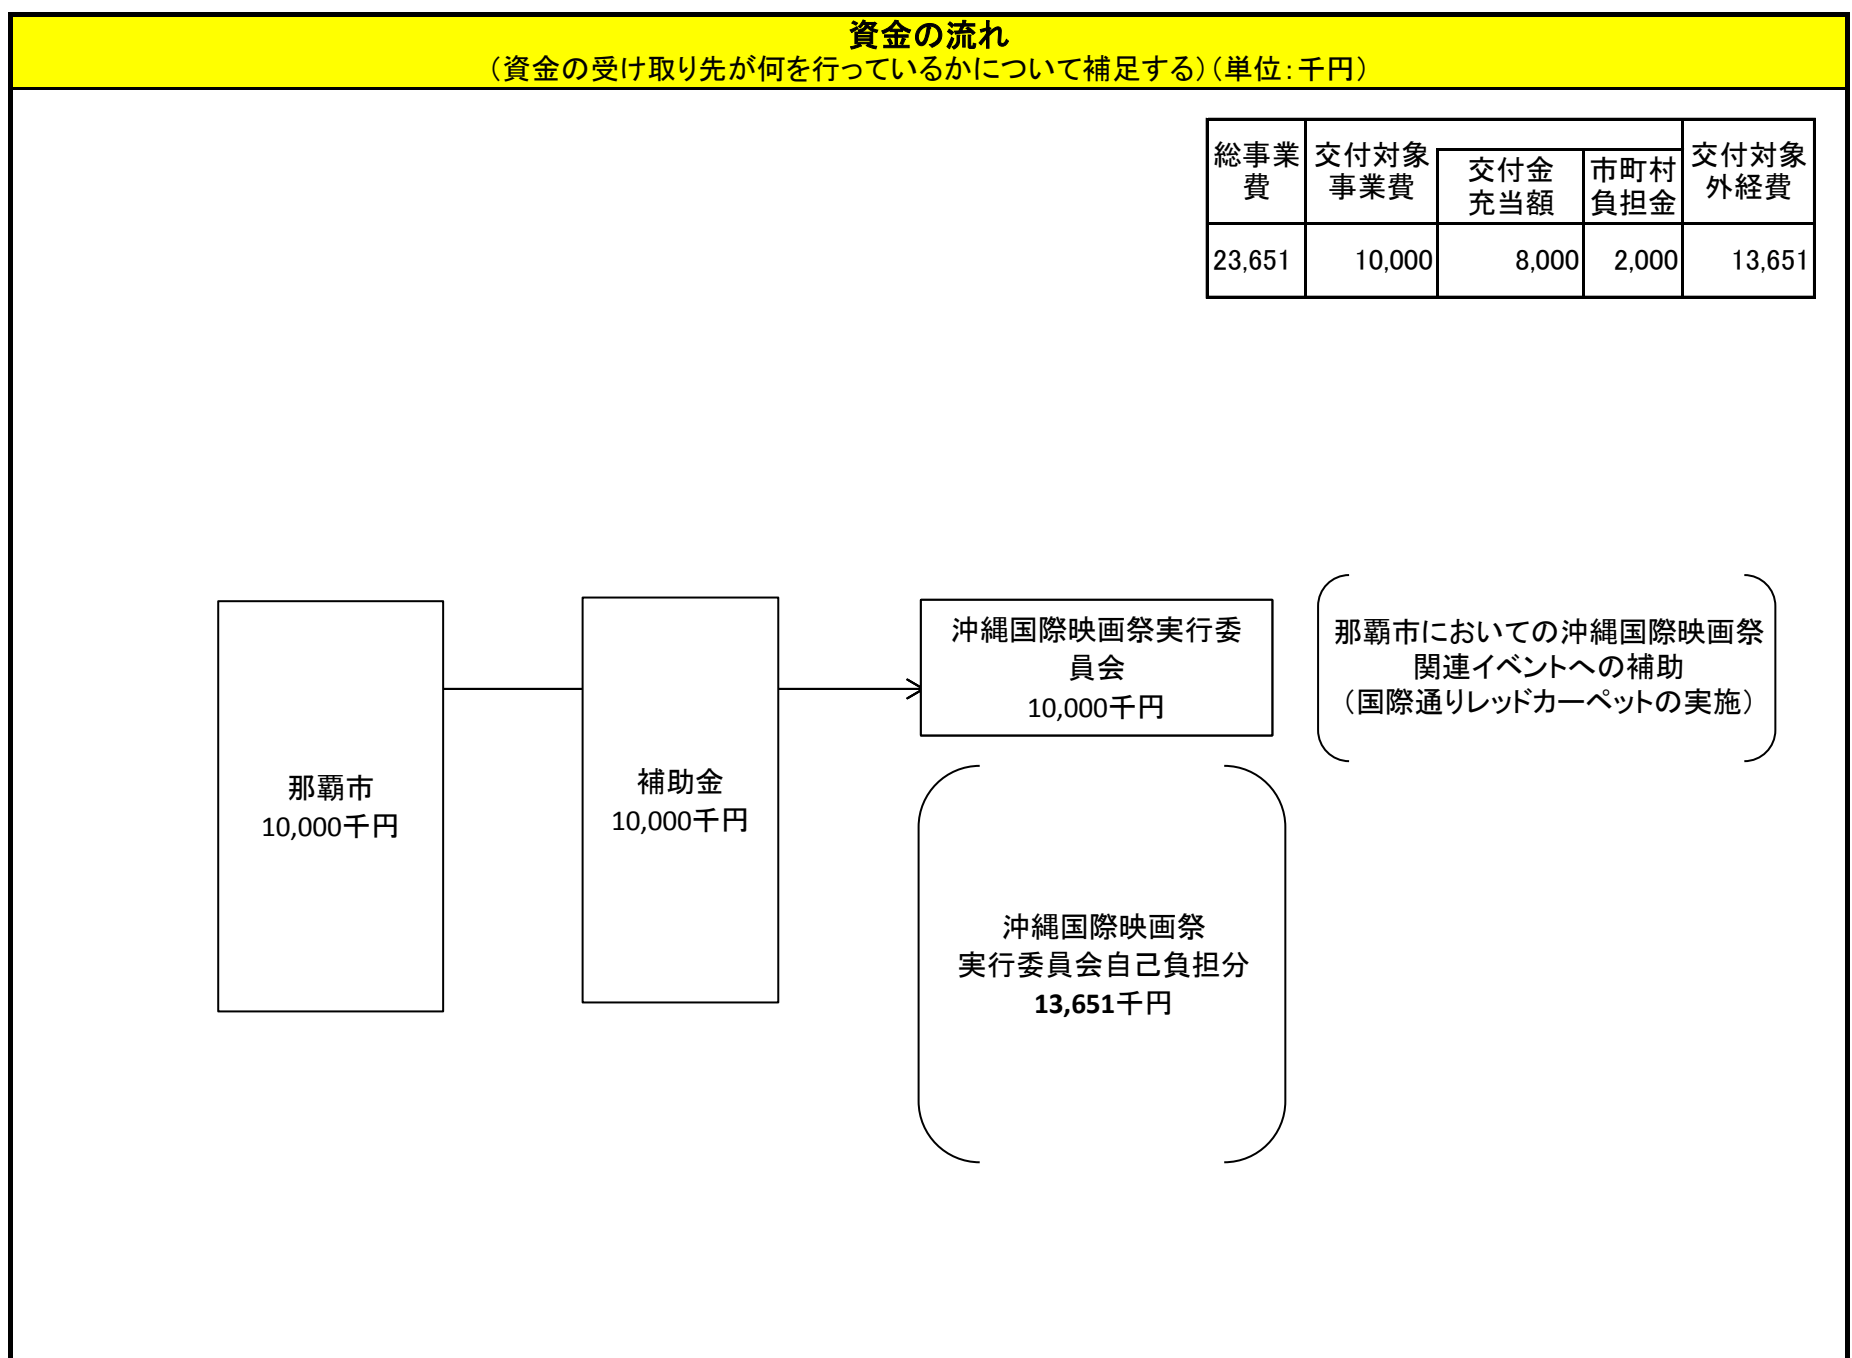 資金の流れ
（資金の受け取り先が何を行っているかについて補足する）（単位：千円）
総事業
費
交付対象
事業費
交付金
充当額
市町村
負担金
交付対象
外経費
23,651 10,000 8,000 2,000 13,651
那覇市
10,000千円
補助金
10,000千円
沖縄国際映画祭実行委
員会
10,000千円
那覇市においての沖縄国際映画祭
関連イベントへの補助
（国際通りレッドカーペットの実施）
沖縄国際映画祭
実行委員会自己負担分
13,651千円